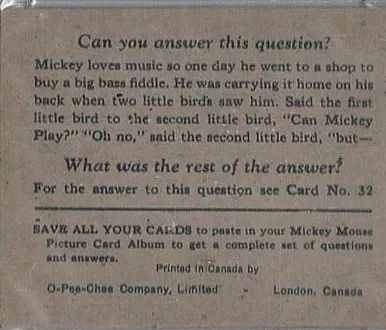 Can you answer this question?
Mickey loves music so one day he went to a shop to
buy a big bass fiddle. He was carrying it home on his
back when two little birds saw him. Said the first
little bird to the second little bird, "Can Mickey
Play?" "Oh no," said the second little bird, "but—
What was the rest of the answer?
For the answer to this question see Card No. 32
SAVE ALL YOUR CARDS to paste in your Mickey Mouse
Picture Card Album to get a complete set of questions
and answers.
Printed in Canada by
O-Pee-Chee Company, Limited - London, Canada